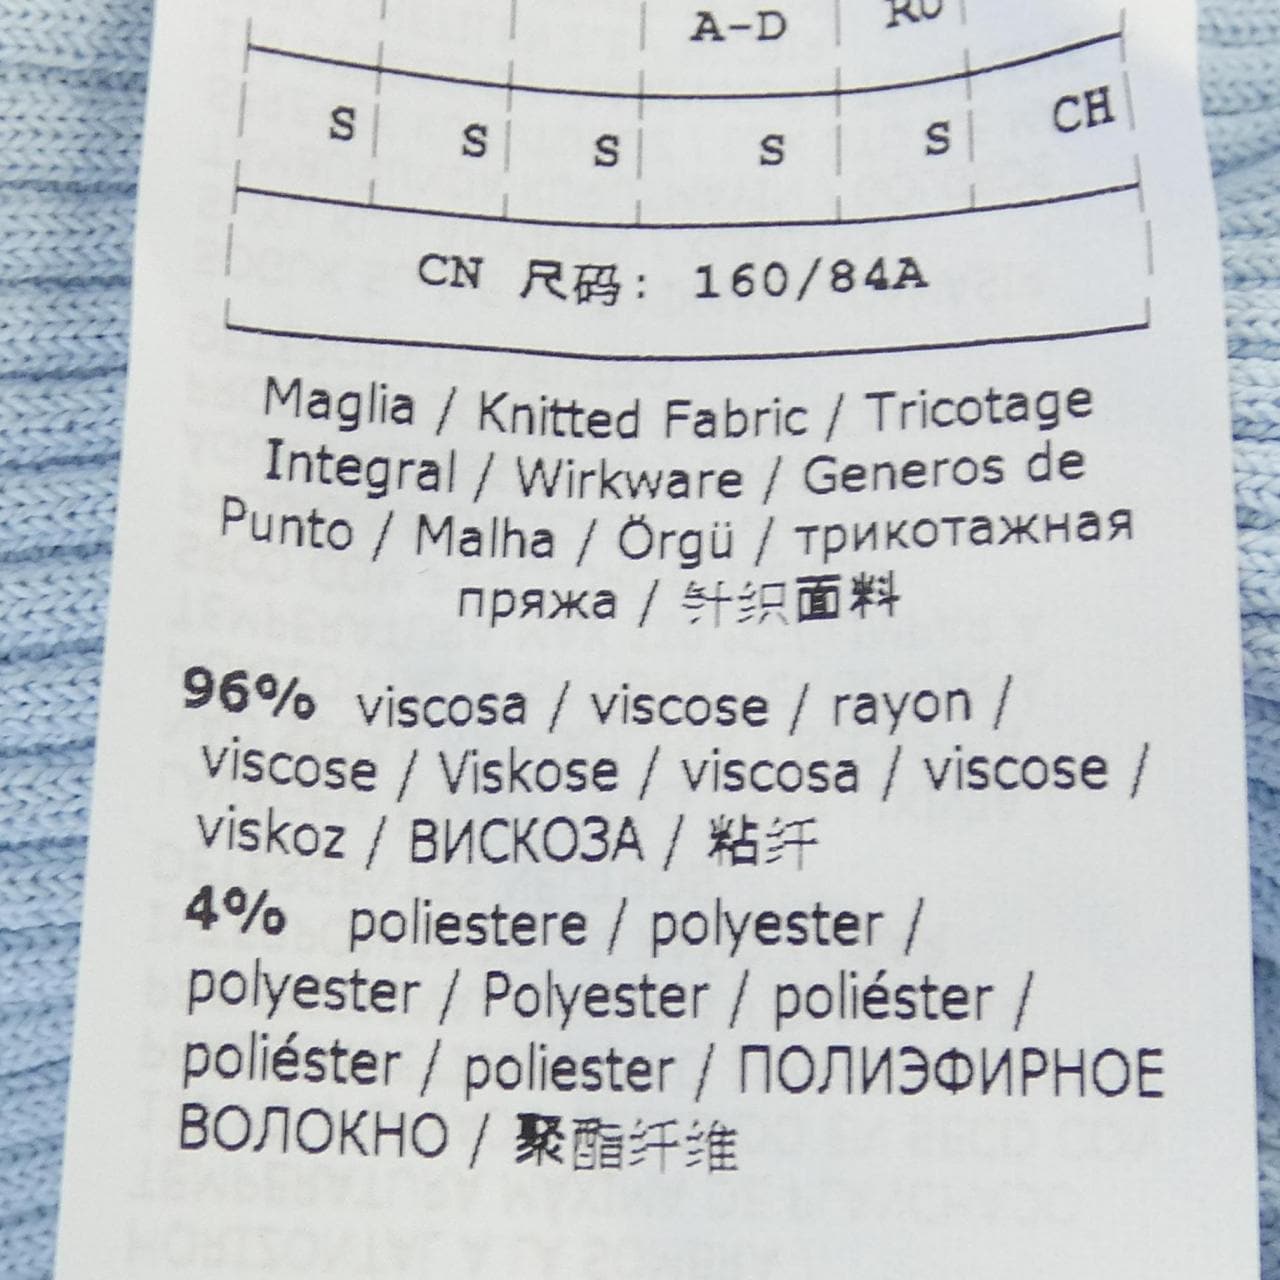 A-D RU
S S S S S CH
CN 尺码: 160/84A
Maglia / Knitted Fabric / Tricotage
Integral / Wirkware / Generos de
Punto / Malha / Örgü / трикотажная
пряжа / 针织面料
96% viscosa / viscose / rayon /
viscose / Viskose / viscosa / viscose /
viskoz / ВИСКОЗА / 粘纤
4% poliestere / polyester /
polyester / Polyester / poliéster /
poliéster / poliester / ПОЛИЭФИРНОЕ
ВОЛОКНО / 聚酯纤维